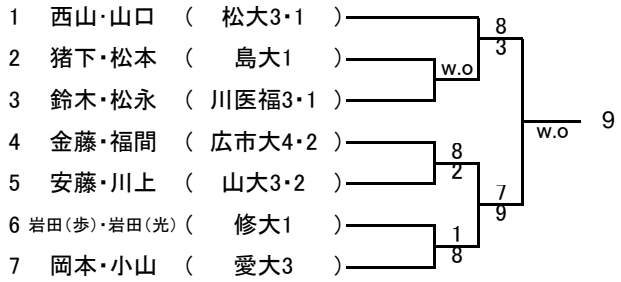 1 西山・山口 ( 松大3・1 )
8
3
2 猪下・松本 ( 島大1 )
w.o
3 鈴木・松永 ( 川医福3・1 )
w.o 9
4 金藤・福間 ( 広市大4・2 )
8
2
5 安藤・川上 ( 山大3・2 )
7
9
6 岩田(歩)・岩田(光) ( 修大1 )
1
8
7 岡本・小山 ( 愛大3 )